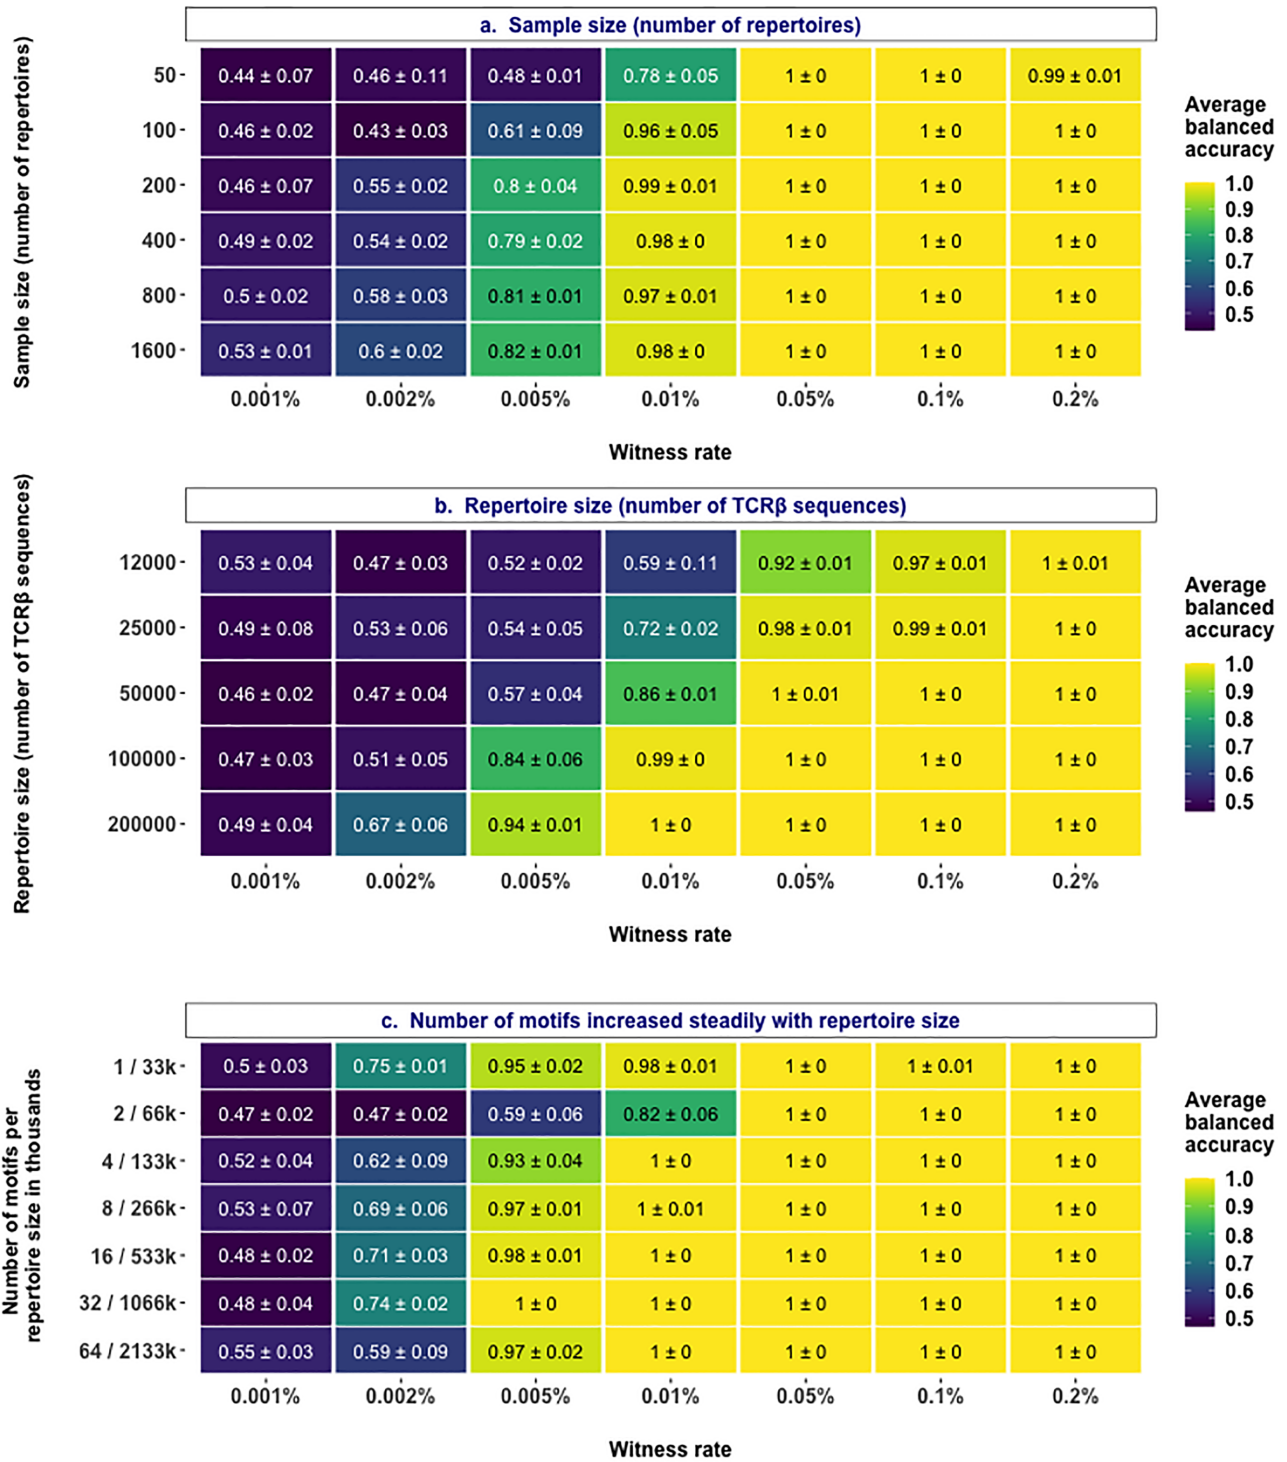 a. Sample size (number of repertoires)
Sample size (number of repertoires)
50 0.44 ± 0.07 0.46 ± 0.11 0.48 ± 0.01 0.78 ± 0.05 1 ± 0 1 ± 0 0.99 ± 0.01
100 0.46 ± 0.02 0.43 ± 0.03 0.61 ± 0.09 0.96 ± 0.05 1 ± 0 1 ± 0 1 ± 0
200 0.46 ± 0.07 0.55 ± 0.02 0.8 ± 0.04 0.99 ± 0.01 1 ± 0 1 ± 0 1 ± 0
400 0.49 ± 0.02 0.54 ± 0.02 0.79 ± 0.02 0.98 ± 0 1 ± 0 1 ± 0 1 ± 0
800 0.5 ± 0.02 0.58 ± 0.03 0.81 ± 0.01 0.97 ± 0.01 1 ± 0 1 ± 0 1 ± 0
1600 0.53 ± 0.01 0.6 ± 0.02 0.82 ± 0.01 0.98 ± 0 1 ± 0 1 ± 0 1 ± 0
0.001% 0.002% 0.005% 0.01% 0.05% 0.1% 0.2%
Witness rate
Average
balanced
accuracy
1.0
0.9
0.8
0.7
0.6
0.5
b. Repertoire size (number of TCRβ sequences)
Repertoire size (number of TCRβ sequences)
12000 0.53 ± 0.04 0.47 ± 0.03 0.52 ± 0.02 0.59 ± 0.11 0.92 ± 0.01 0.97 ± 0.01 1 ± 0.01
25000 0.49 ± 0.08 0.53 ± 0.06 0.54 ± 0.05 0.72 ± 0.02 0.98 ± 0.01 0.99 ± 0.01 1 ± 0
50000 0.46 ± 0.02 0.47 ± 0.04 0.57 ± 0.04 0.86 ± 0.01 1 ± 0.01 1 ± 0 1 ± 0
100000 0.47 ± 0.03 0.51 ± 0.05 0.84 ± 0.06 0.99 ± 0 1 ± 0 1 ± 0 1 ± 0
200000 0.49 ± 0.04 0.67 ± 0.06 0.94 ± 0.01 1 ± 0 1 ± 0 1 ± 0 1 ± 0
0.001% 0.002% 0.005% 0.01% 0.05% 0.1% 0.2%
Witness rate
Average
balanced
accuracy
1.0
0.9
0.8
0.7
0.6
0.5
c. Number of motifs increased steadily with repertoire size
Number of motifs per
repertoire size in thousands
1 / 33k 0.5 ± 0.03 0.75 ± 0.01 0.95 ± 0.02 0.98 ± 0.01 1 ± 0 1 ± 0.01 1 ± 0
2 / 66k 0.47 ± 0.02 0.47 ± 0.02 0.59 ± 0.06 0.82 ± 0.06 1 ± 0 1 ± 0 1 ± 0
4 / 133k 0.52 ± 0.04 0.62 ± 0.09 0.93 ± 0.04 1 ± 0 1 ± 0 1 ± 0 1 ± 0
8 / 266k 0.53 ± 0.07 0.69 ± 0.06 0.97 ± 0.01 1 ± 0.01 1 ± 0 1 ± 0 1 ± 0
16 / 533k 0.48 ± 0.02 0.71 ± 0.03 0.98 ± 0.01 1 ± 0 1 ± 0 1 ± 0 1 ± 0
32 / 1066k 0.48 ± 0.04 0.74 ± 0.02 1 ± 0 1 ± 0 1 ± 0 1 ± 0 1 ± 0
64 / 2133k 0.55 ± 0.03 0.59 ± 0.09 0.97 ± 0.02 1 ± 0 1 ± 0 1 ± 0 1 ± 0
0.001% 0.002% 0.005% 0.01% 0.05% 0.1% 0.2%
Witness rate
Average
balanced
accuracy
1.0
0.9
0.8
0.7
0.6
0.5